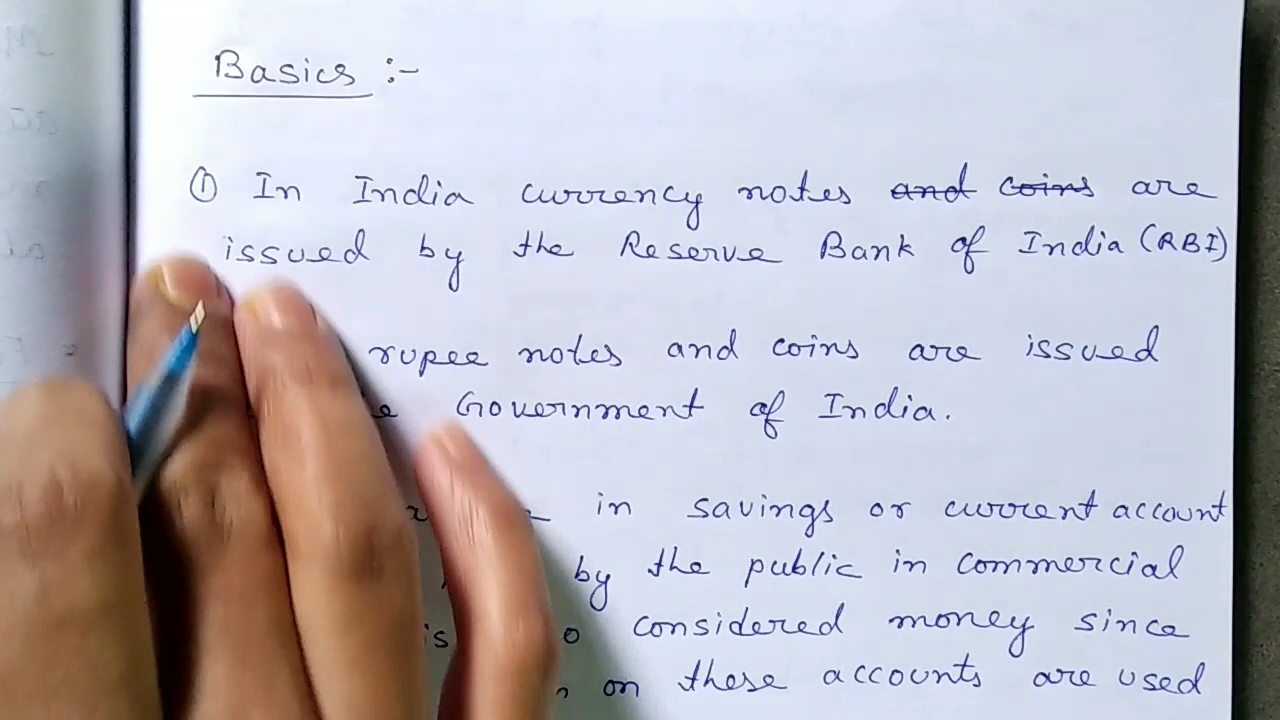 Basics :-
① In India currency notes and coins are
issued by the Reserve Bank of India (RBI)
rupee notes and coins are issued
Government of India.
in savings or current account
by the public in commercial
considered money since
on these accounts are used